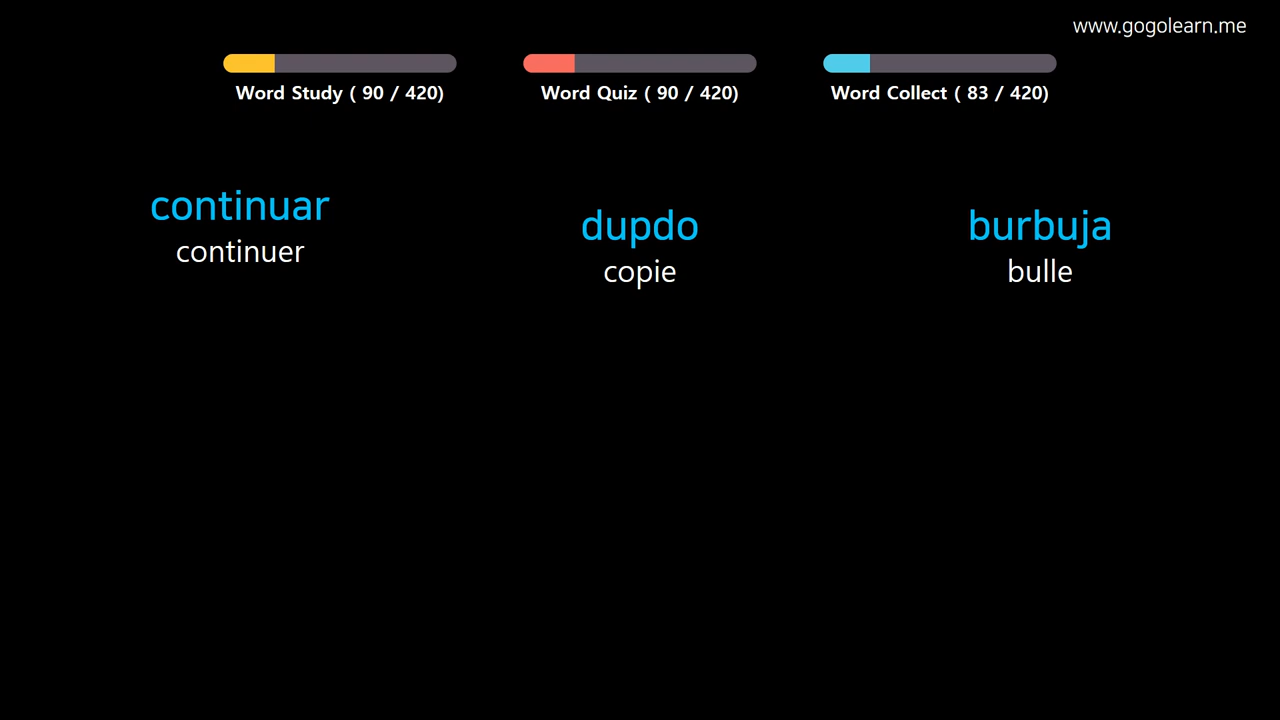 www.gogolearn.me
Word Study ( 90 / 420)
Word Quiz ( 90 / 420)
Word Collect ( 83 / 420)
continuar
continuer
dupdo
copie
burbuja
bulle